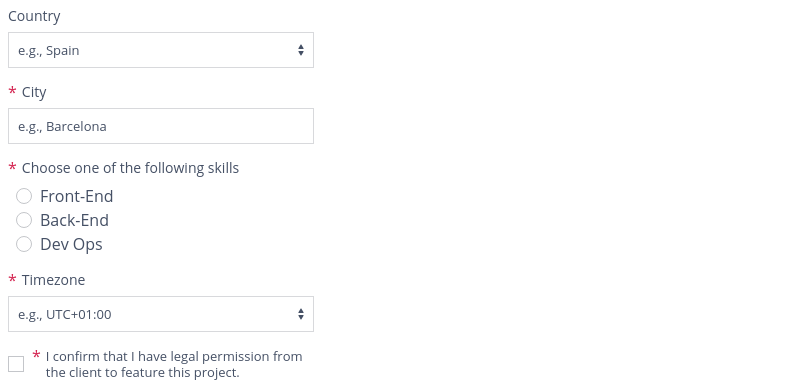 Country
e.g., Spain
* City
e.g., Barcelona
* Choose one of the following skills
Front-End
Back-End
Dev Ops
* Timezone
e.g., UTC+01:00
* I confirm that I have legal permission from
the client to feature this project.